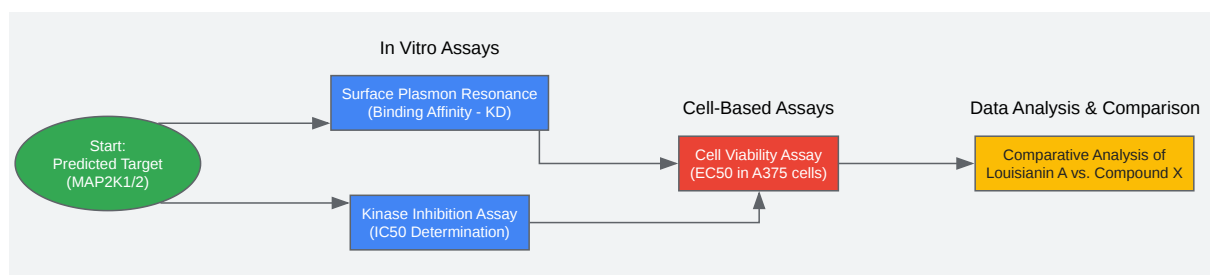 In Vitro Assays
Surface Plasmon Resonance
(Binding Affinity - KD)
Cell-Based Assays
Data Analysis & Comparison
Start:
Predicted Target
(MAP2K1/2)
Cell Viability Assay
(EC50 in A375 cells)
Comparative Analysis of
Louisianin A vs. Compound X
Kinase Inhibition Assay
(IC50 Determination)